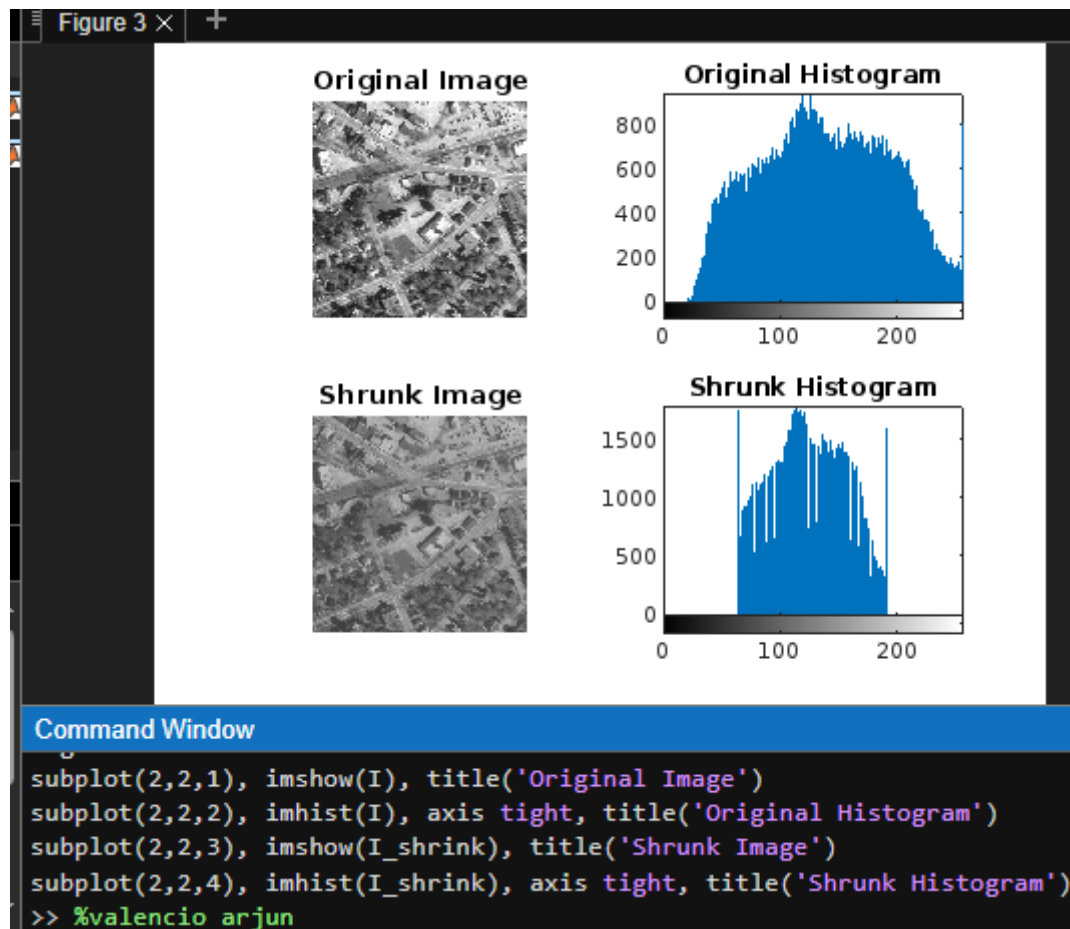 Figure 3 × +
Original Image
Original Histogram
800
600
400
200
0
0 100 200
Shrunk Image
Shrunk Histogram
1500
1000
500
0
0 100 200
Command Window
subplot(2,2,1), imshow(I), title('Original Image')
subplot(2,2,2), imhist(I), axis tight, title('Original Histogram')
subplot(2,2,3), imshow(I_shrink), title('Shrunk Image')
subplot(2,2,4), imhist(I_shrink), axis tight, title('Shrunk Histogram')
>> %valencio arjun